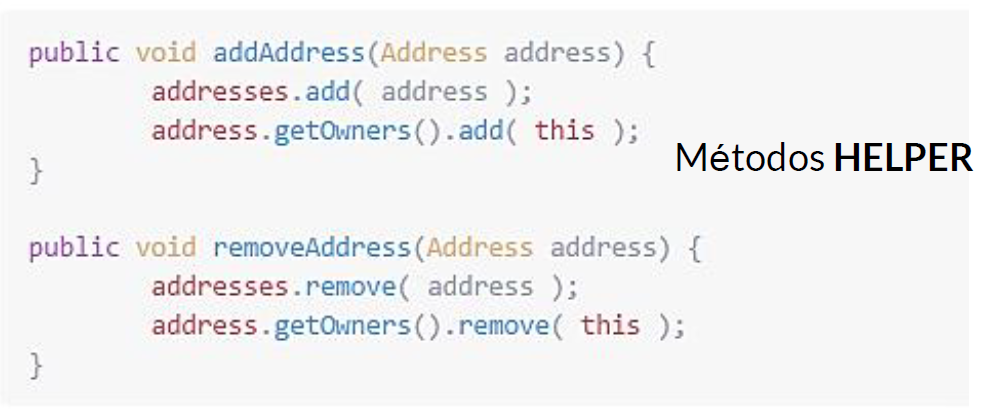 public void addAddress(Address address) {
addresses.add( address );
address.getOwners().add( this );
}
Métodos HELPER
public void removeAddress(Address address) {
addresses.remove( address );
address.getOwners().remove( this );
}